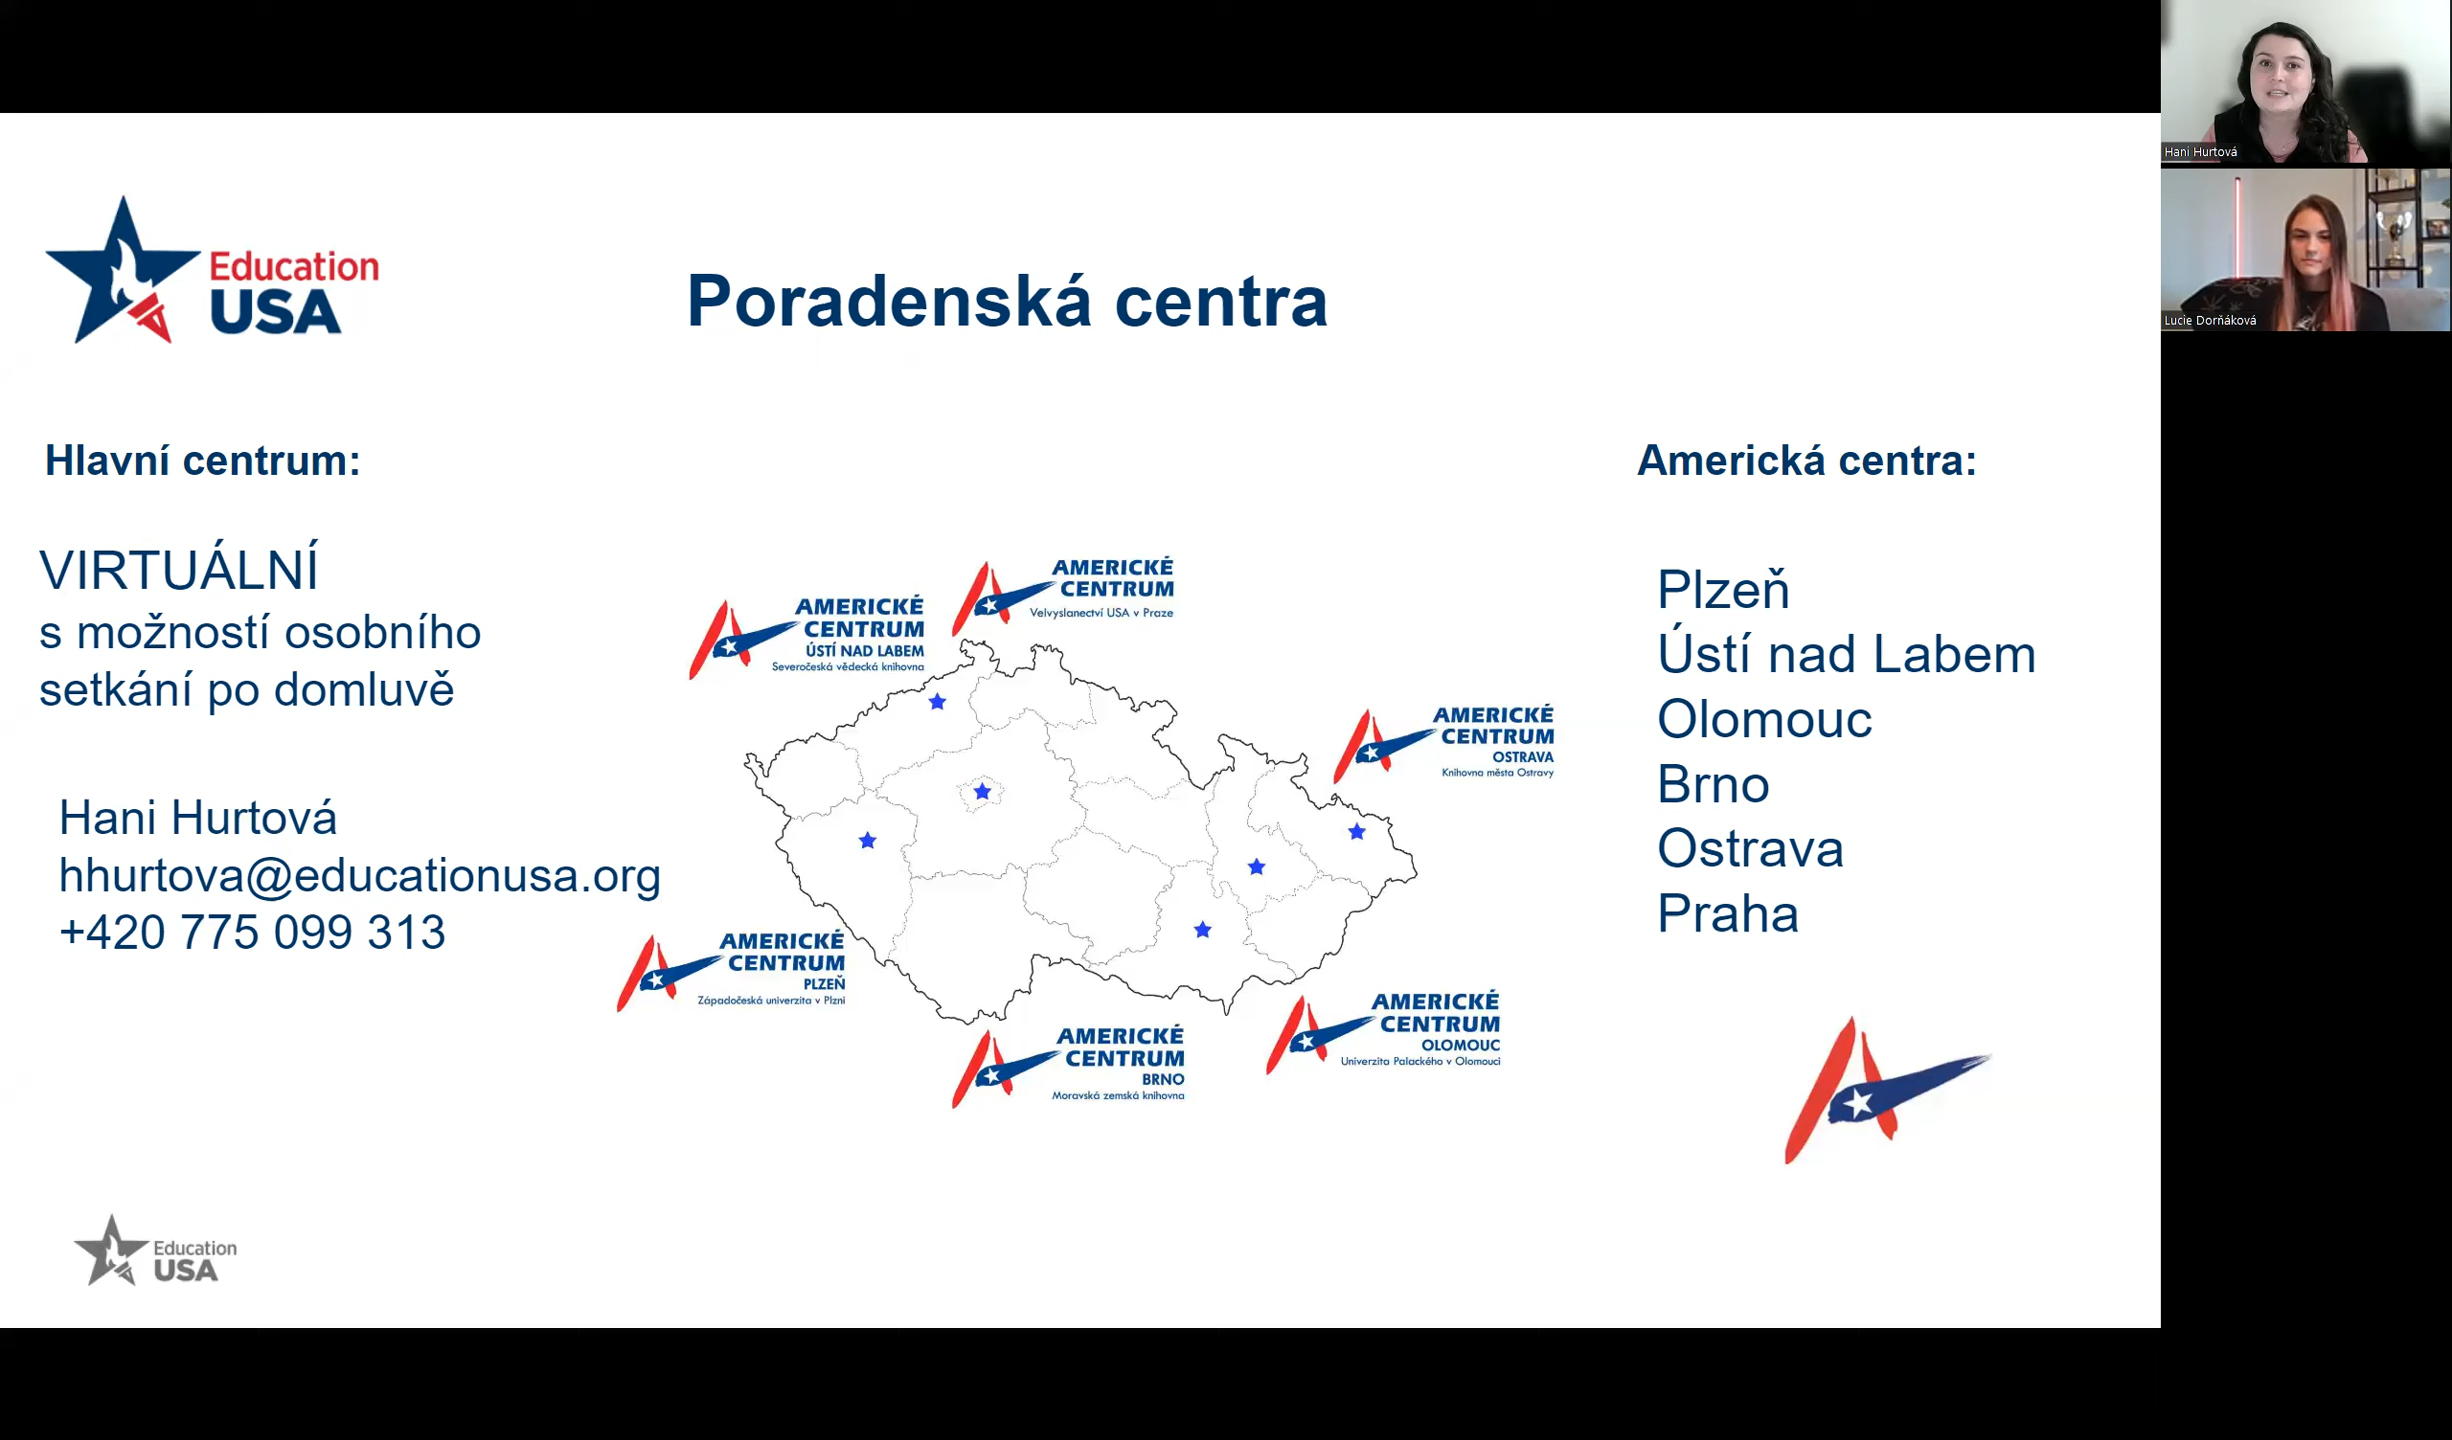 Education
USA
Poradenská centra
Hlavní centrum:
VIRTUÁLNÍ
s možností osobního
setkání po domluvě
Hani Hurtová
hhurtova@educationusa.org
+420 775 099 313
AMERICKÉ
CENTRUM
ÚSTÍ NAD LABEM
Severočeská vědecká knihovna
AMERICKÉ
CENTRUM
Velvyslanectví USA v Praze
AMERICKÉ
CENTRUM
OSTRAVA
Knihovna města Ostravy
AMERICKÉ
CENTRUM
PLZEŇ
Západočeská univerzita v Plzni
AMERICKÉ
CENTRUM
BRNO
Moravská zemská knihovna
AMERICKÉ
CENTRUM
OLOMOUC
Univerzita Palackého v Olomouci
Americká centra:
Plzeň
Ústí nad Labem
Olomouc
Brno
Ostrava
Praha
Education
USA
Hani Hurtová
Lucie Dorňáková